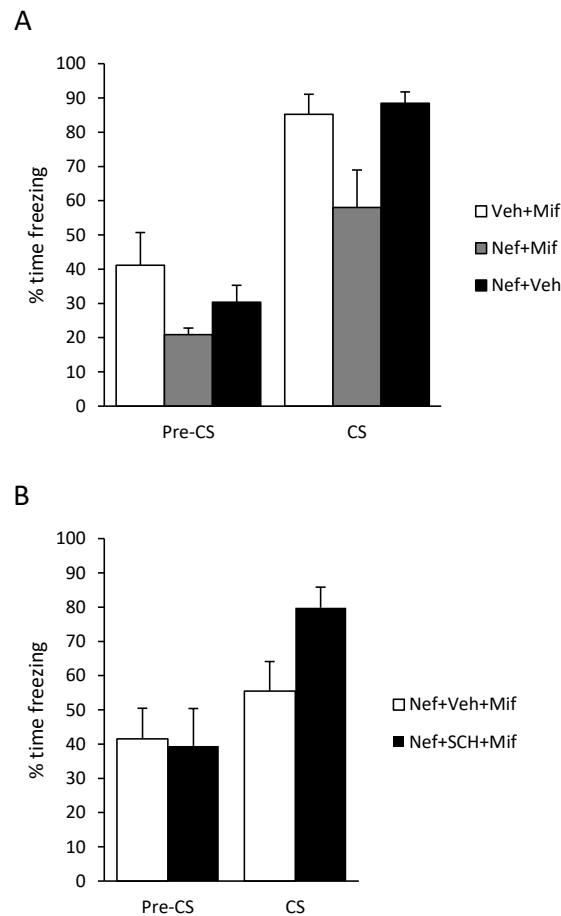 A
100
90
80
70
60
50
40
30
20
10
0
% time freezing
Pre-CS
CS
Veh+Mif
Nef+Mif
Nef+Veh
B
100
90
80
70
60
50
40
30
20
10
0
% time freezing
Pre-CS
CS
Nef+Veh+Mif
Nef+SCH+Mif